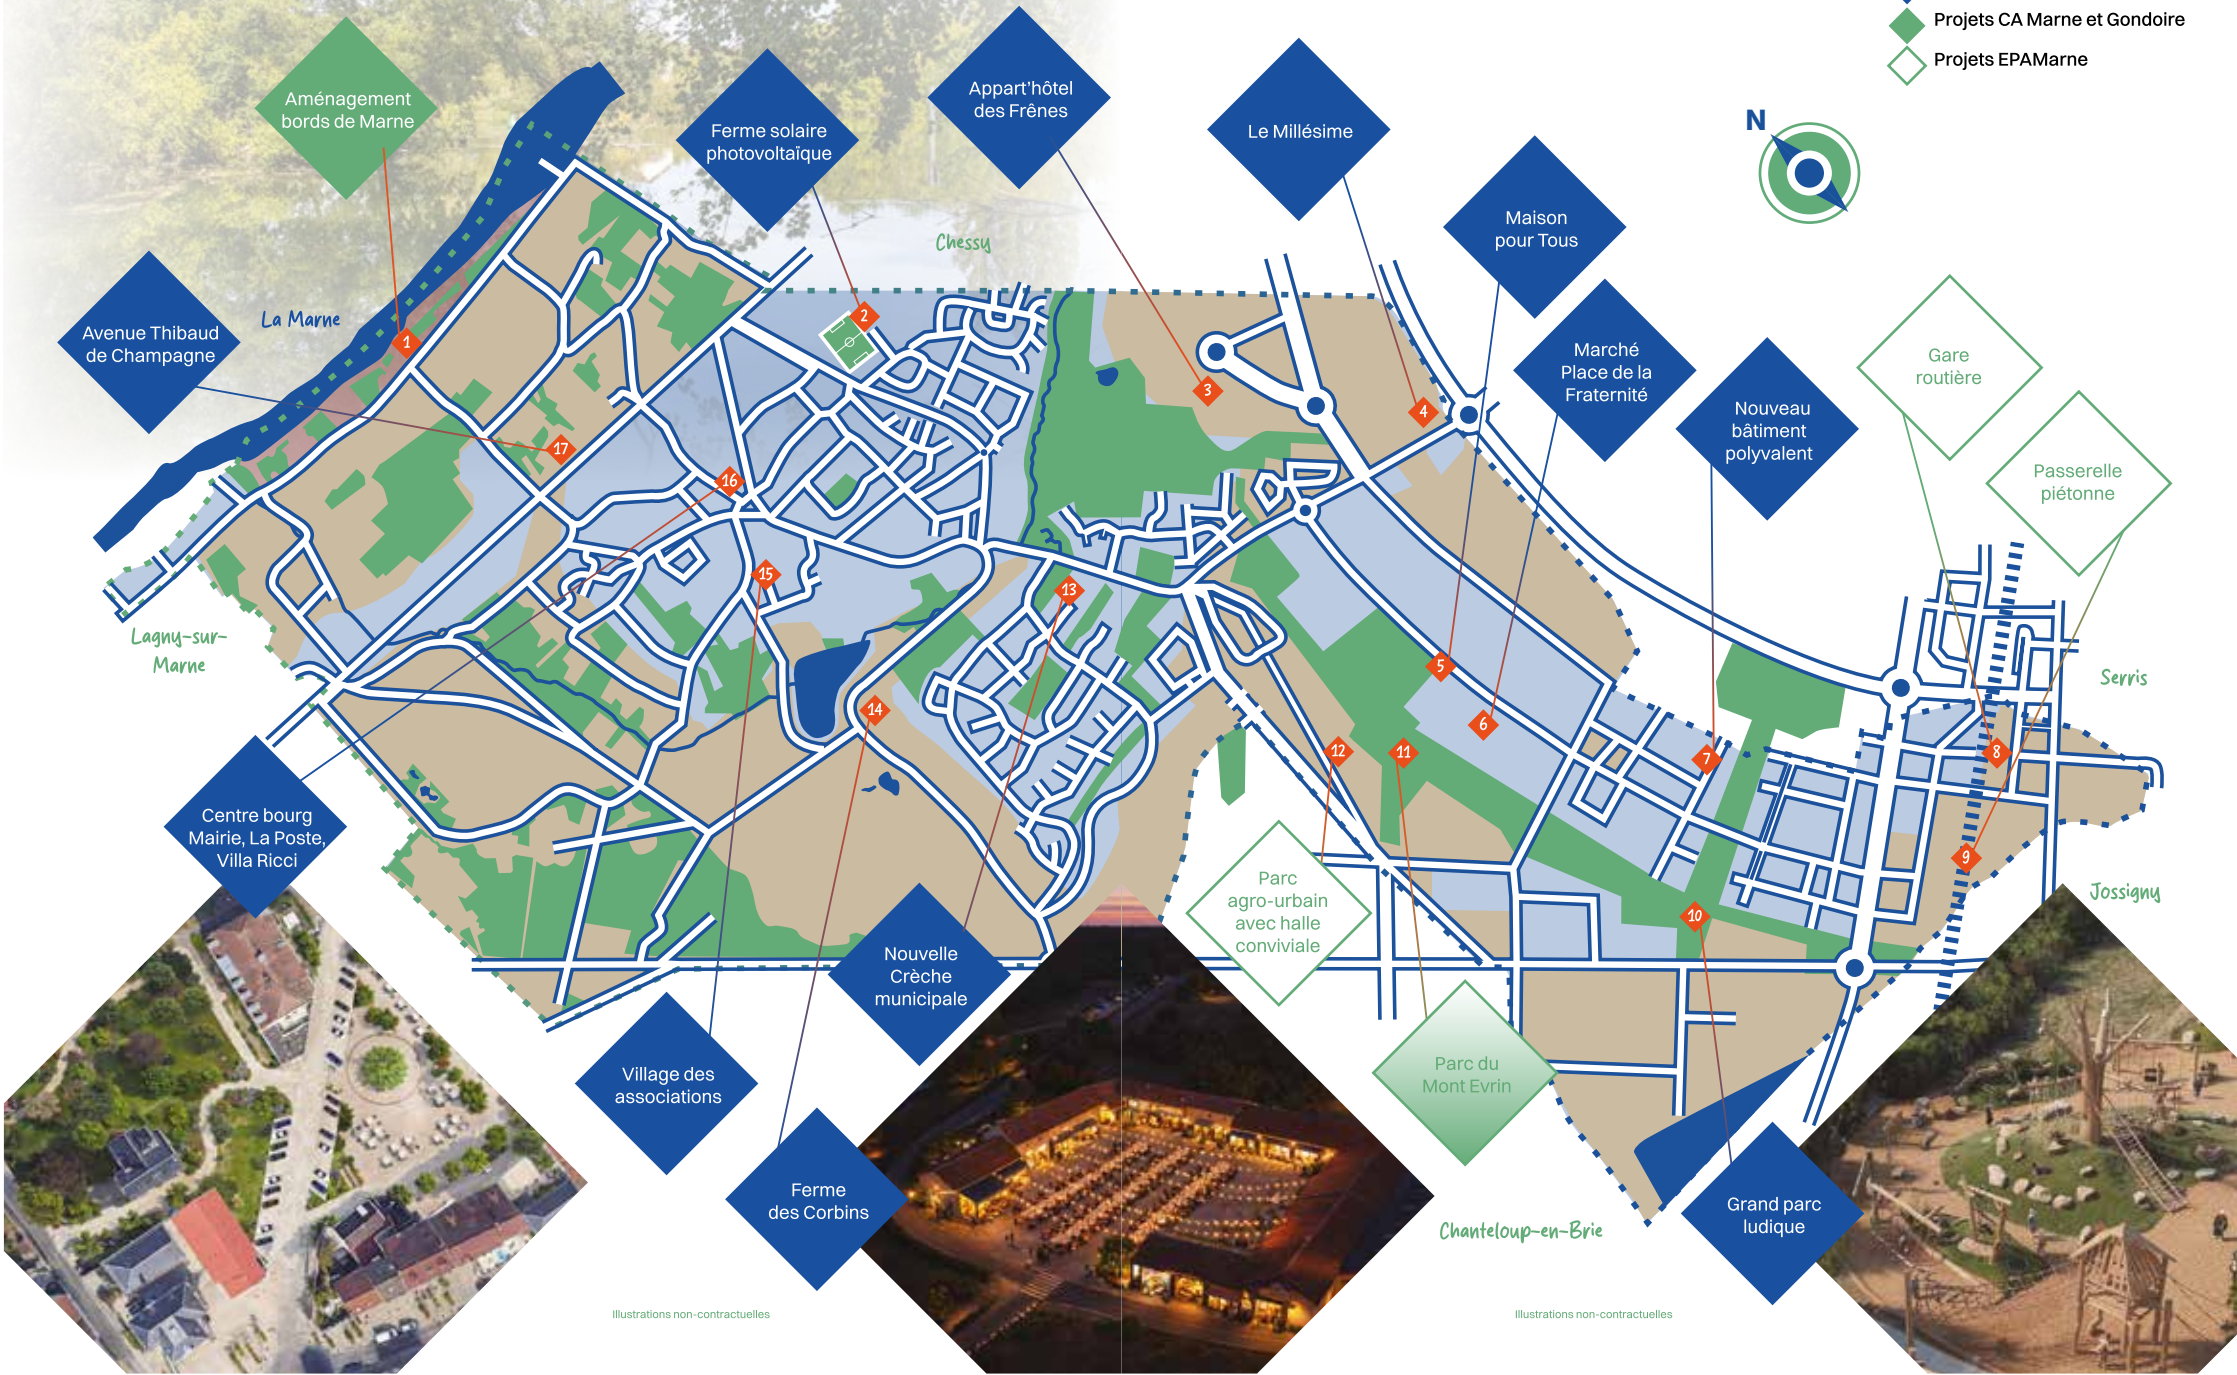 Projets CA Marne et Gondoire
Projets EPAMarne
N
Aménagement
bords de Marne
Ferme solaire
photovoltaïque
Appart'hôtel
des Frênes
Le Millésime
Maison
pour Tous
Chessy
La Marne
Avenue Thibaud
de Champagne
Marché
Place de la
Fraternité
Nouveau
bâtiment
polyvalent
Gare
routière
Passerelle
piétonne
1
2
3
4
17
16
15
13
14
5
6
7
8
12
11
9
10
Lagny-sur-
Marne
Serris
Jossigny
Centre bourg
Mairie, La Poste,
Villa Ricci
Parc
agro-urbain
avec halle
conviviale
Nouvelle
Crèche
municipale
Village des
associations
Parc du
Mont Evrin
Ferme
des Corbins
Grand parc
ludique
Chanteloup-en-Brie
Illustrations non-contractuelles
Illustrations non-contractuelles